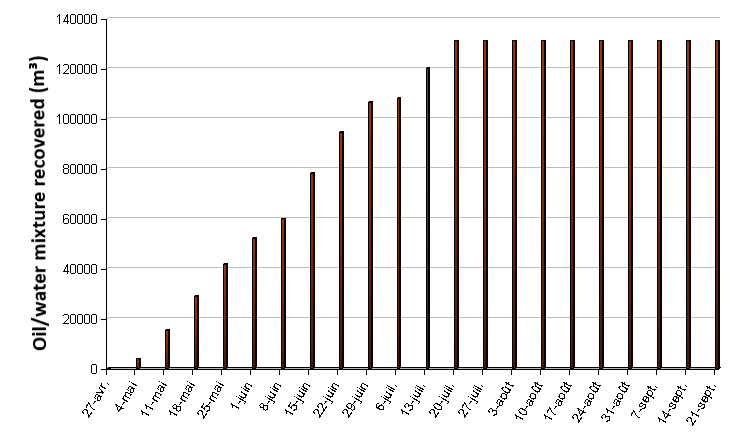 Oil/water mixture recovered (m³)
140000
120000
100000
80000
60000
40000
20000
0
27-avr.
4-mai
11-mai
18-mai
25-mai
1-juin
8-juin
15-juin
22-juin
29-juin
6-juil.
13-juil.
20-juil.
27-juil.
3-août
10-août
17-août
24-août
31-août
7-sept.
14-sept.
21-sept.